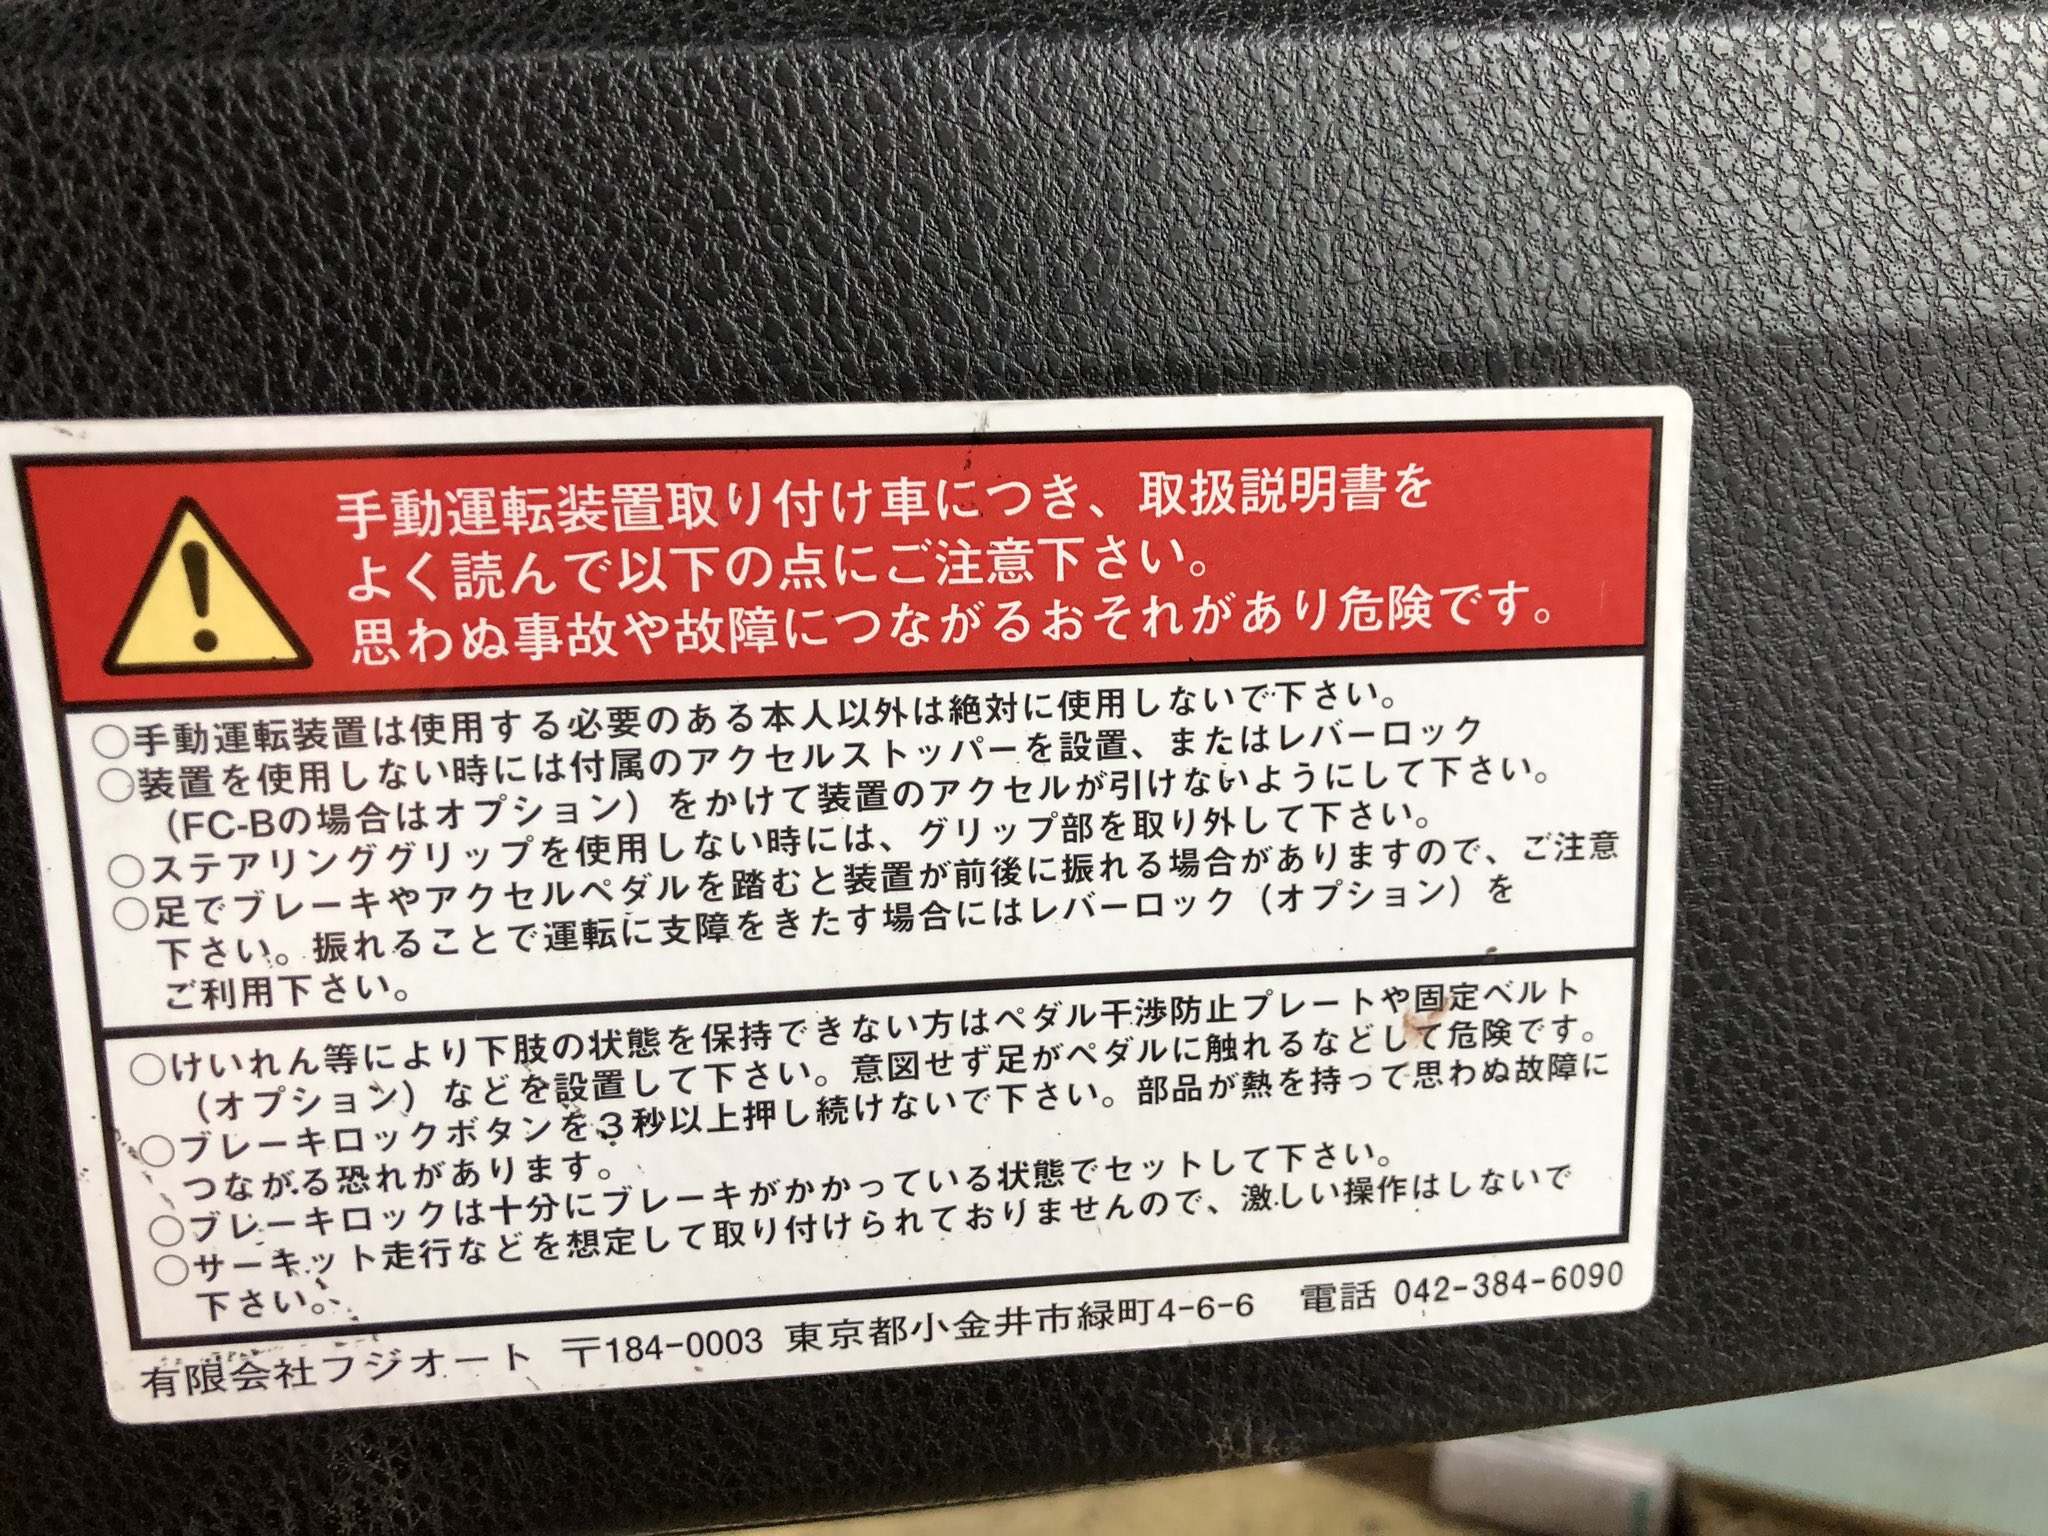 手動運転装置取り付け車につき、取扱説明書を
よく読んで以下の点にご注意下さい。
思わぬ事故や故障につながるおそれがあり危険です。
○手動運転装置は使用する必要のある本人以外は絶対に使用しないで下さい。
○装置を使用しない時には付属のアクセルストッパーを設置、またはレバーロック
（FC-Bの場合はオプション）をかけて装置のアクセルが引けないようにして下さい。
○ステアリンググリップを使用しない時には、グリップ部を取り外して下さい。
○足でブレーキやアクセルペダルを踏むと装置が前後に振れる場合がありますので、ご注意
下さい。振れることで運転に支障をきたす場合にはレバーロック（オプション）を
ご利用下さい。
○けいれん等により下肢の状態を保持できない方はペダル干渉防止プレートや固定ベルト
（オプション）などを設置して下さい。意図せず足がペダルに触れるなどして危険です。
○ブレーキロックボタンを3秒以上押し続けないで下さい。部品が熱を持って思わぬ故障に
つながる恐れがあります。
○ブレーキロックは十分にブレーキがかかっている状態でセットして下さい。
○サーキット走行などを想定して取り付けられておりませんので、激しい操作はしないで
下さい。
有限会社フジオート 〒184-0003 東京都小金井市緑町4-6-6 電話 042-384-6090